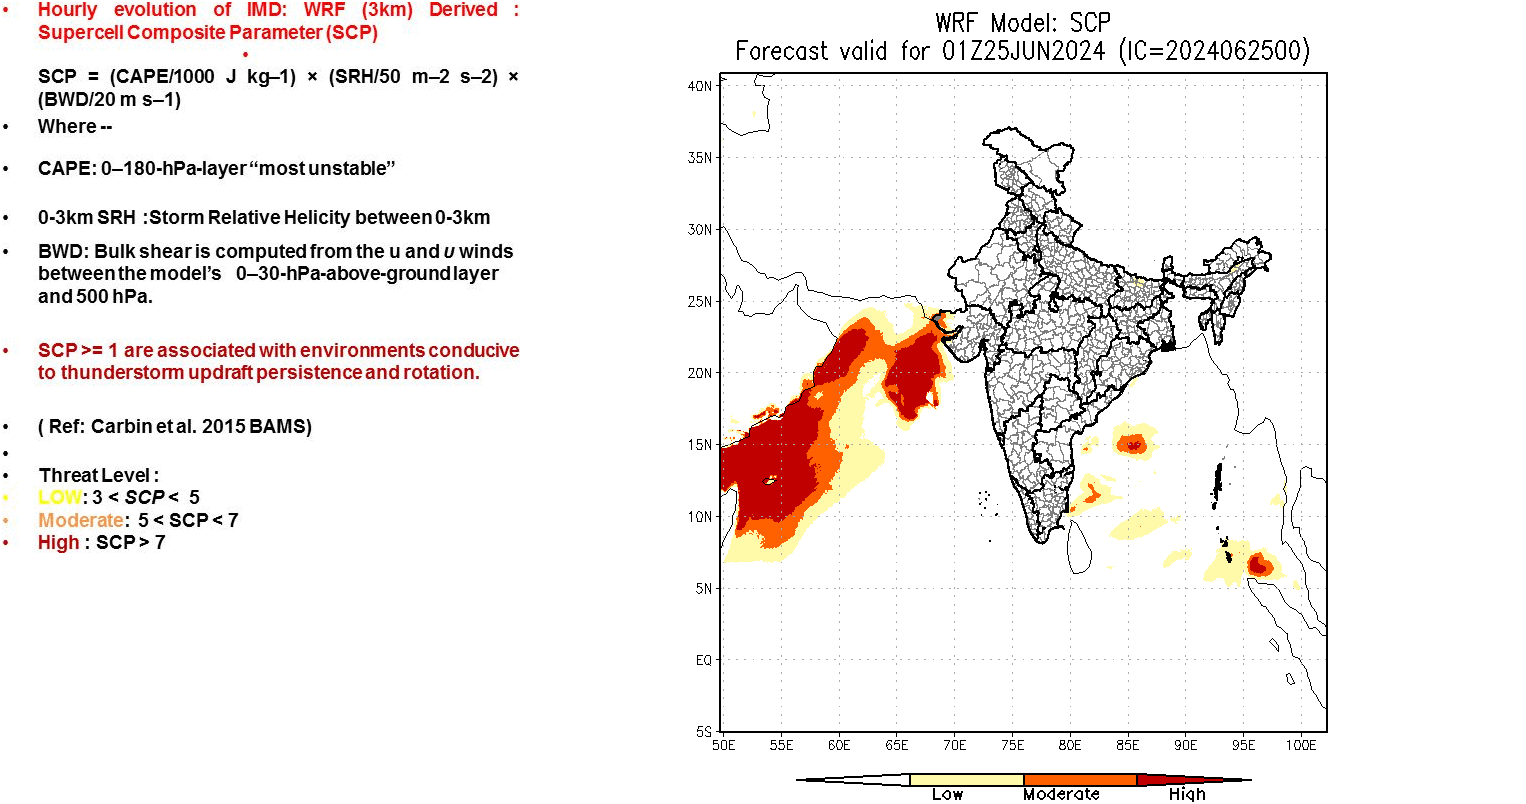 • Hourly evolution of IMD: WRF (3km) Derived :
Supercell Composite Parameter (SCP)
•
SCP = (CAPE/1000 J kg–1) × (SRH/50 m–2 s–2) ×
(BWD/20 m s–1)
• Where --
• CAPE: 0–180-hPa-layer “most unstable”
• 0-3km SRH :Storm Relative Helicity between 0-3km
• BWD: Bulk shear is computed from the u and υ winds
between the model’s 0–30-hPa-above-ground layer
and 500 hPa.
• SCP >= 1 are associated with environments conducive
to thunderstorm updraft persistence and rotation.
• ( Ref: Carbin et al. 2015 BAMS)
•
• Threat Level :
• LOW: 3 < SCP < 5
• Moderate: 5 < SCP < 7
• High : SCP > 7
WRF Model: SCP
Forecast valid for 01Z25JUN2024 (IC=2024062500)
40N
35N
30N
25N
20N
15N
10N
5N
EQ
5S
50E 55E 60E 65E 70E 75E 80E 85E 90E 95E 100E
Low Moderate High